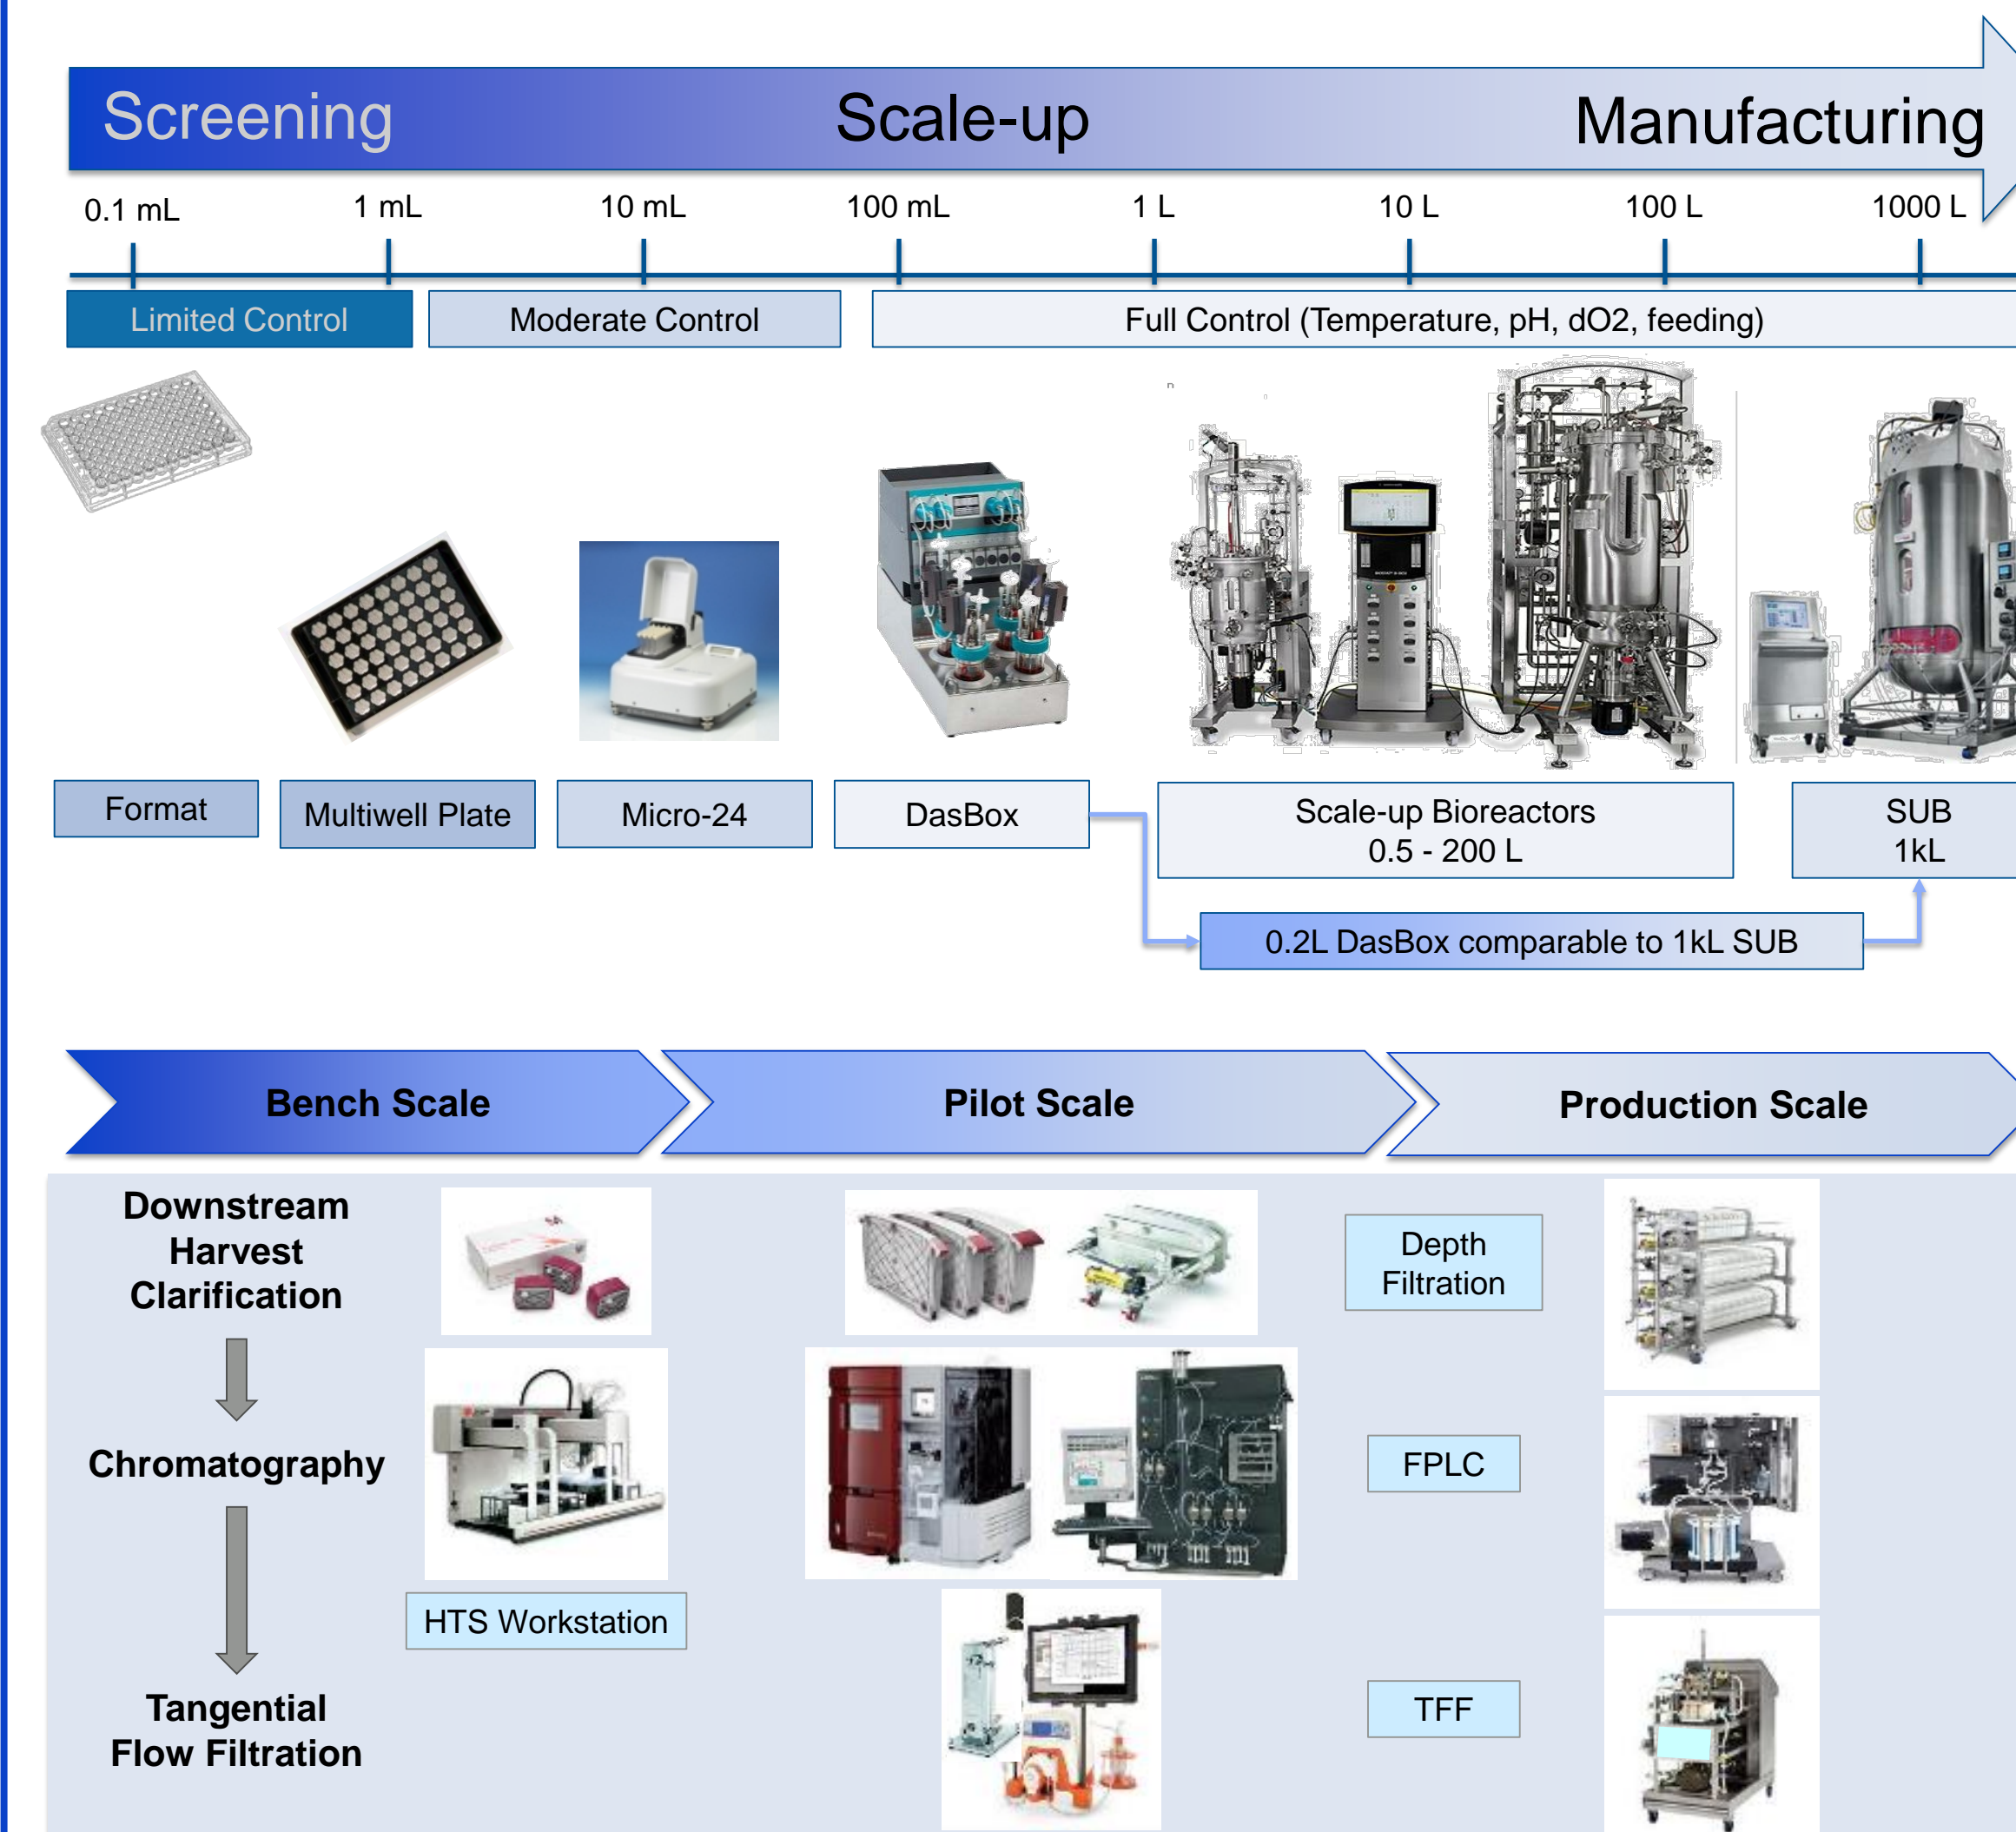 Screening
Scale-up
Manufacturing
0.1 mL
1 mL
10 mL
100 mL
1 L
10 L
100 L
1000 L
Limited Control
Moderate Control
Full Control (Temperature, pH, dO2, feeding)
Format
Multiwell Plate
Micro-24
DasBox
Scale-up Bioreactors
0.5 - 200 L
SUB
1kL
0.2L DasBox comparable to 1kL SUB
Bench Scale
Pilot Scale
Production Scale
Downstream
Harvest
Clarification
Depth
Filtration
Chromatography
FPLC
HTS Workstation
Tangential
Flow Filtration
TFF